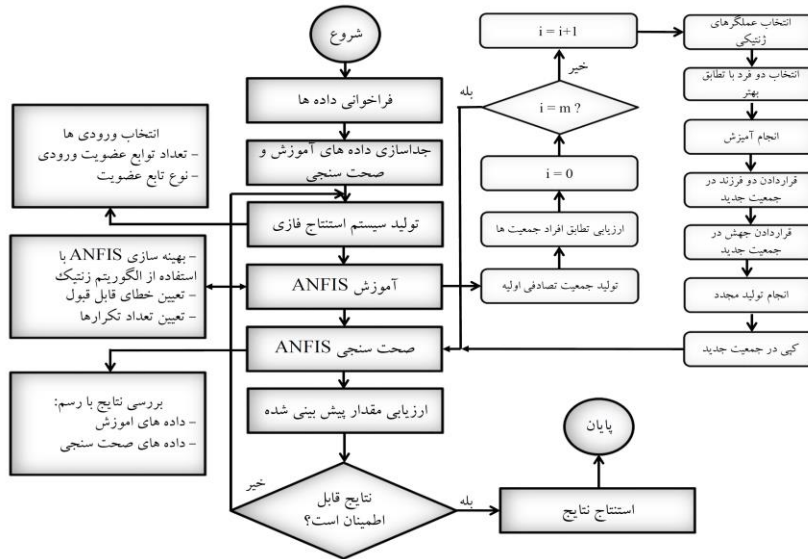 شروع
فراخوانی داده ها
جداسازی داده های آموزش و
صحت سنجی
تولید سیستم استنتاج فازی
آموزش ANFIS
صحت سنجی ANFIS
ارزیابی مقدار پیش بینی شده
نتایج قابل
اطمینان است؟
خیر
بله
استنتاج نتایج
پایان
انتخاب ورودی ها
- تعداد توابع عضویت ورودی
- نوع تابع عضویت
- بهینه سازی ANFIS با
استفاده از الگوریتم ژنتیک
- تعیین خطای قابل قبول
- تعیین تعداد تکرارها
بررسی نتایج با رسم:
- داده های اموزش
- داده های صحت سنجی
تولید جمعیت تصادفی اولیه
ارزیابی تطابق افراد جمعیت ها
i = 0
i = m ?
بله
خیر
i = i+1
انتخاب عملگرهای
ژنتیکی
انتخاب دو فرد با تطابق
بهتر
انجام آمیزش
قراردادن دو فرزند در
جمعیت جدید
قراردادن جهش در
جمعیت جدید
انجام تولید مجدد
کپی در جمعیت جدید